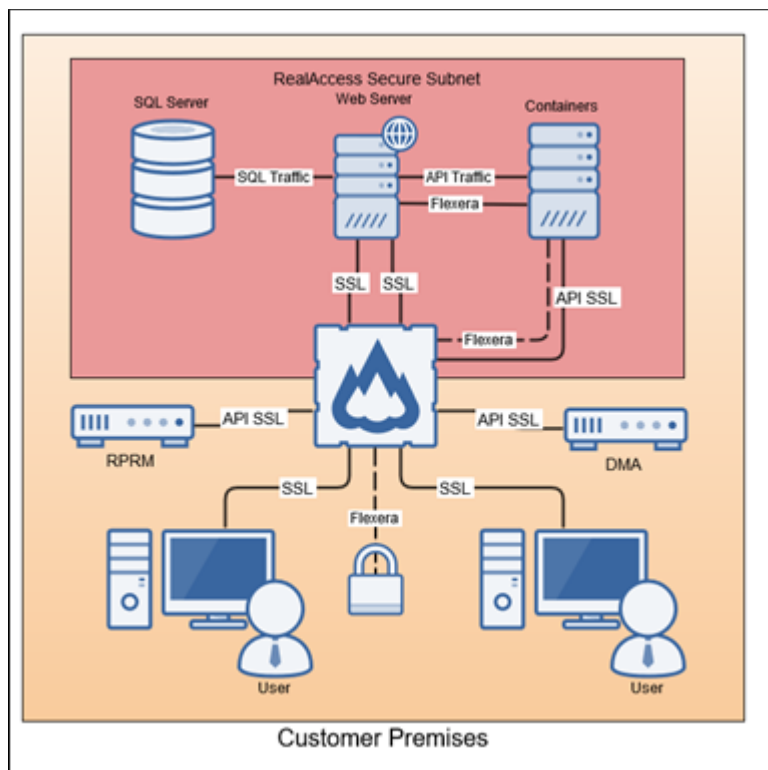 RealAccess Secure Subnet
SQL Server
Web Server
Containers
SQL Traffic
API Traffic
Flexera
SSL
SSL
API SSL
Flexera
API SSL
API SSL
RPRM
DMA
SSL
SSL
Flexera
User
User
Customer Premises